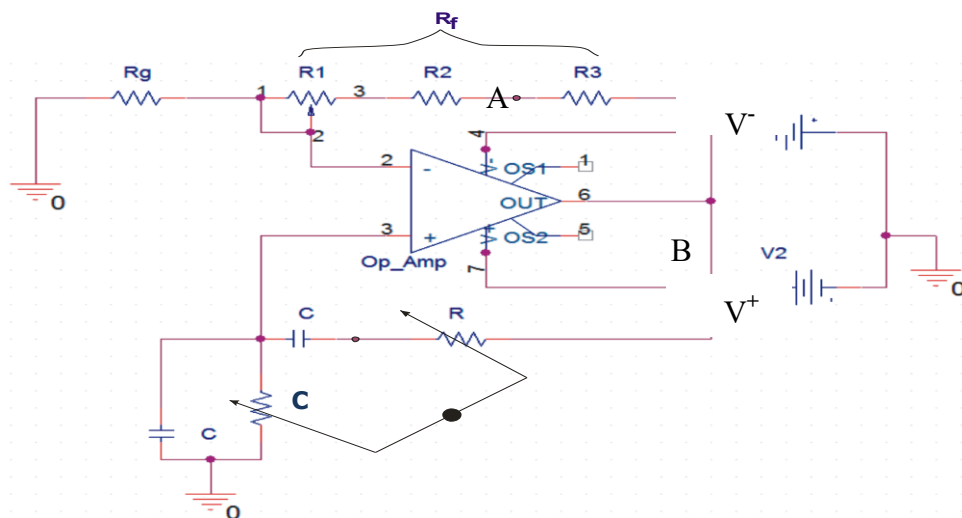 Rf
Rg
R1
R2
R3
1
3
A
2
4
V-
2
-
V-
OS1
1
OUT
6
0
3
+
V+
OS2
5
Op_Amp
7
B
V2
0
V+
C
R
C
C
0